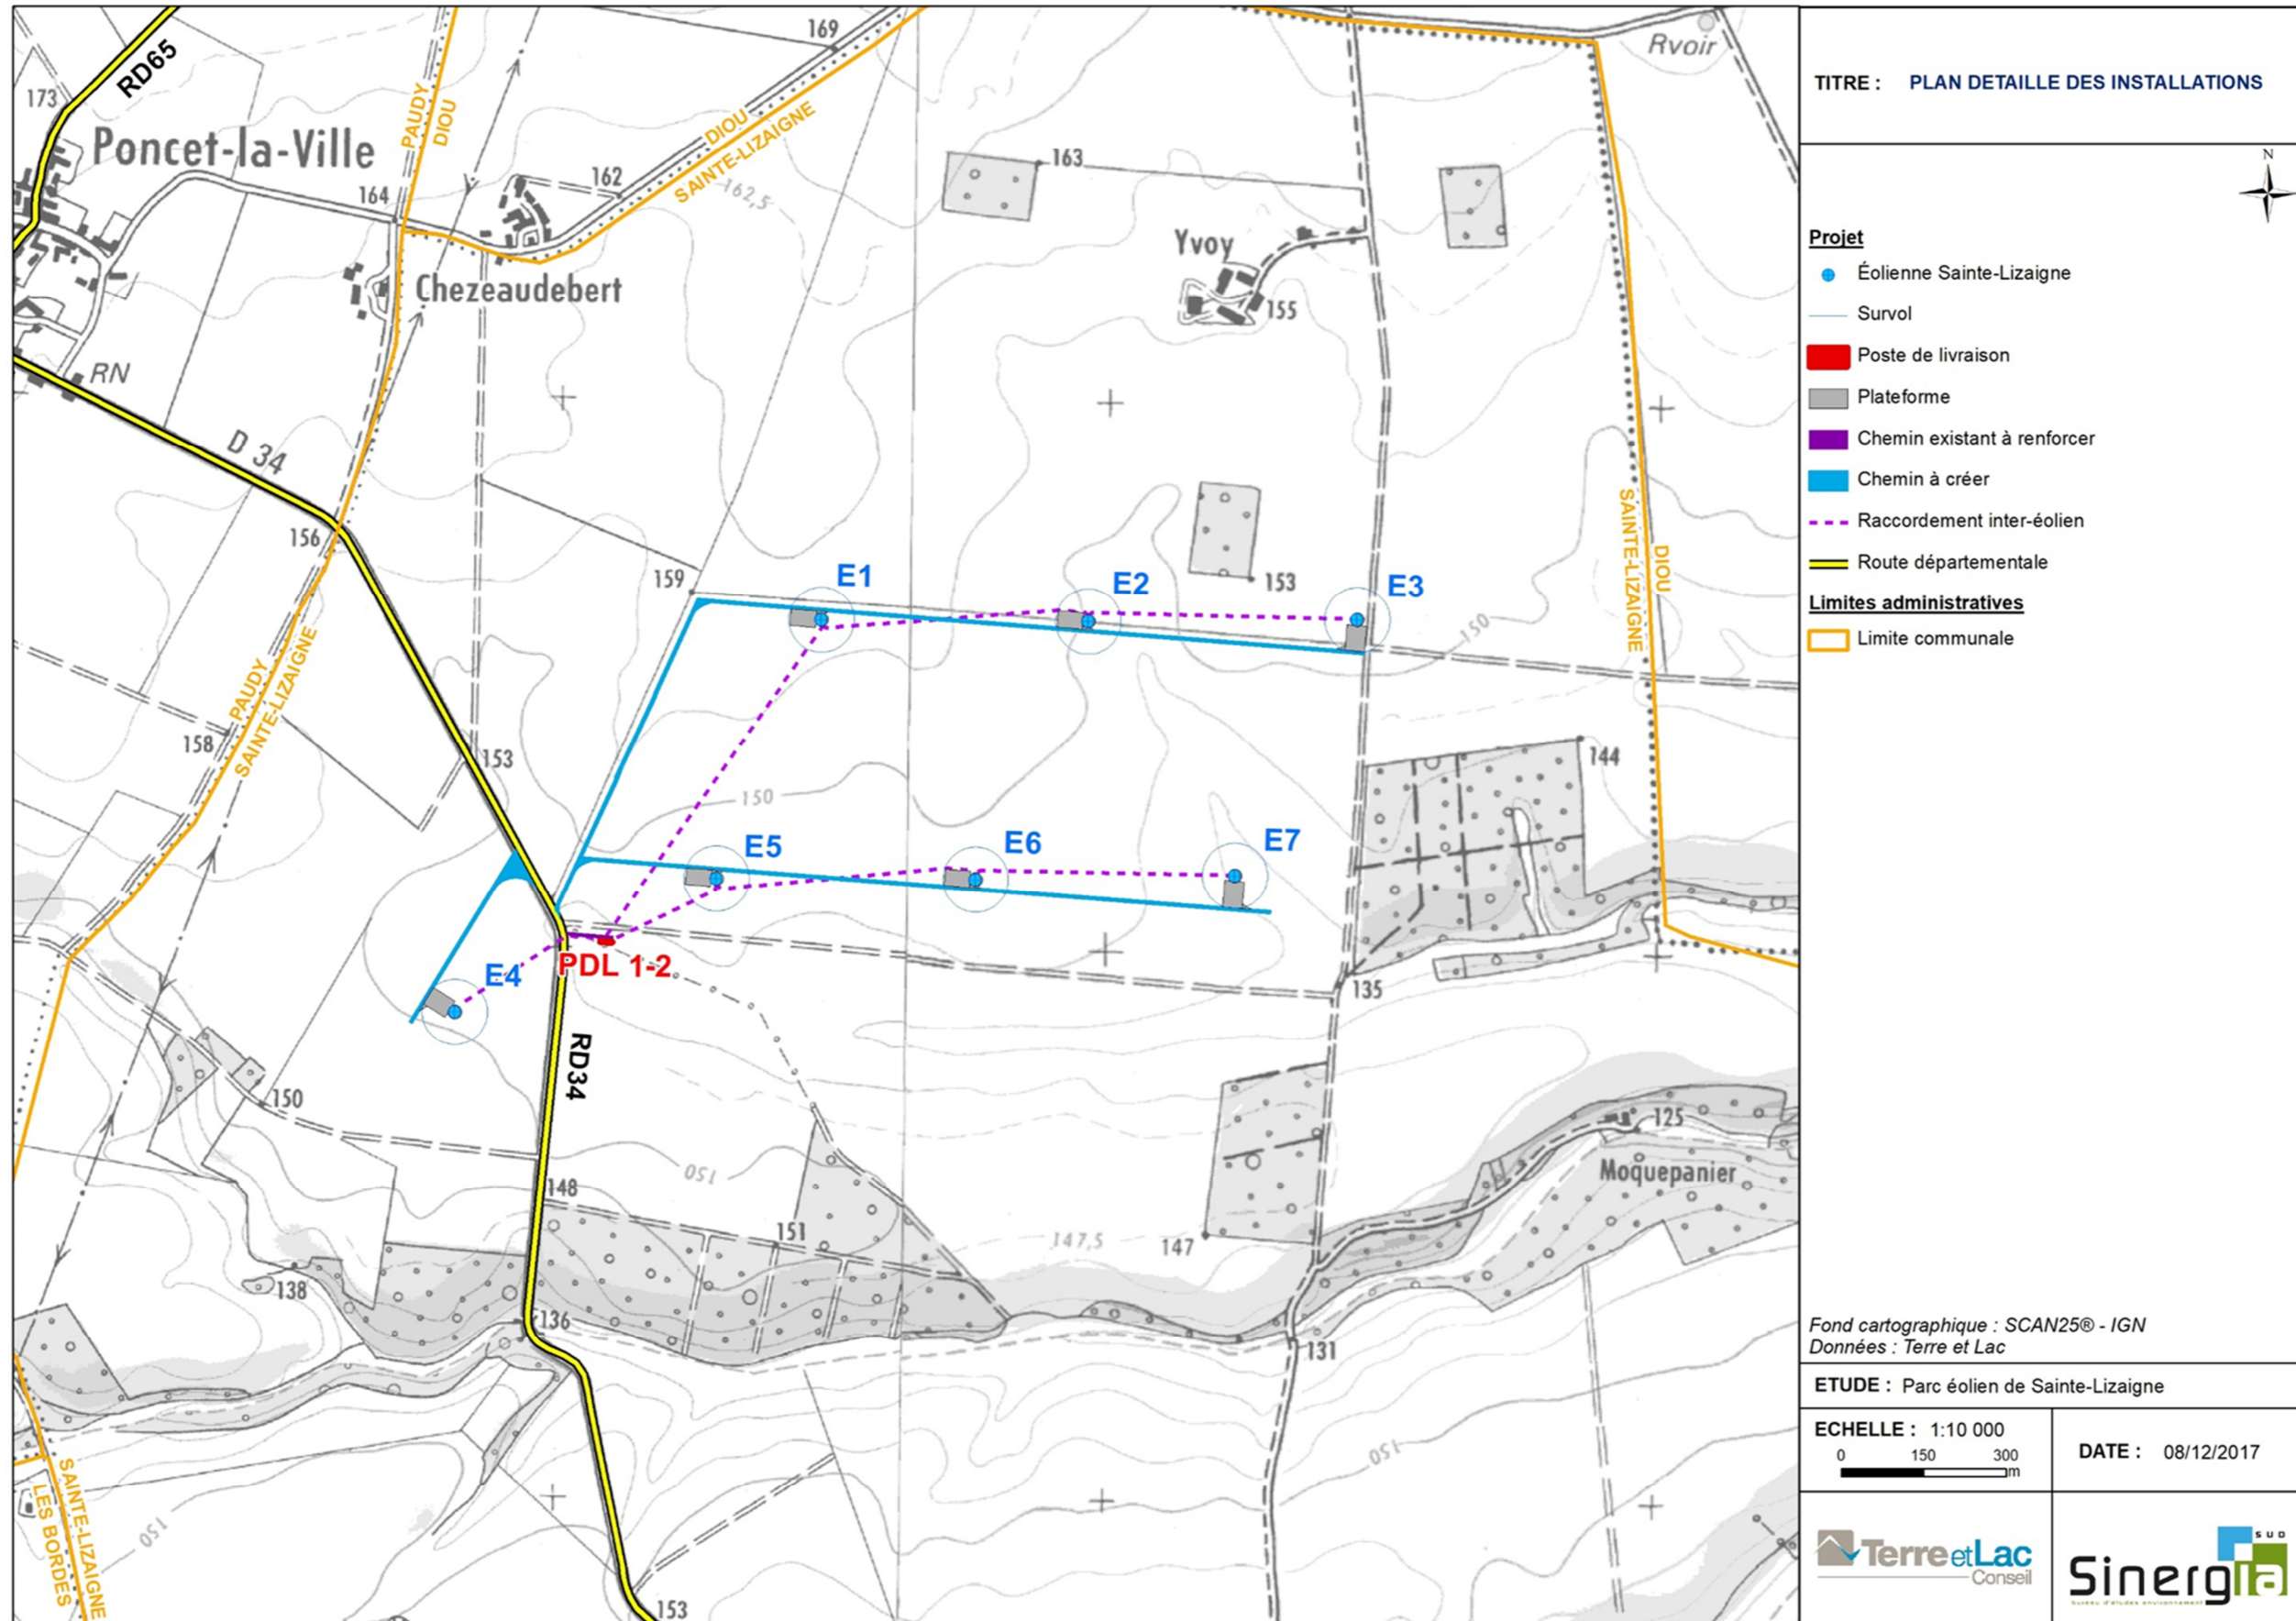 169
Rvoir
RD65
173
PAUDY
DIOU
DIOU
SAINTE-LIZAIGNE
Poncet-la-Ville
163
162
162,5
164
Yvoy
Chezeaudebert
155
RN
D 34
156
159
E1
E2
153
E3
150
SAINTE-LIZAIGNE
DIOU
PAUDY
SAINTE-LIZAIGNE
158
153
144
150
E5
E6
E7
E4
PDL 1-2
135
RD34
150
125
Moquepanier
150
148
151
147,5
147
138
136
131
150
SAINTE-LIZAIGNE
LES BORDES
150
153
TITRE : PLAN DETAILLE DES INSTALLATIONS
N
Projet
Éolienne Sainte-Lizaigne
Survol
Poste de livraison
Plateforme
Chemin existant à renforcer
Chemin à créer
Raccordement inter-éolien
Route départementale
Limites administratives
Limite communale
Fond cartographique : SCAN25® - IGN
Données : Terre et Lac
ETUDE : Parc éolien de Sainte-Lizaigne
ECHELLE : 1:10 000
0 150 300
m
DATE : 08/12/2017
Terre et Lac
Conseil
SUD
Sinergia
bureau d'études environnement